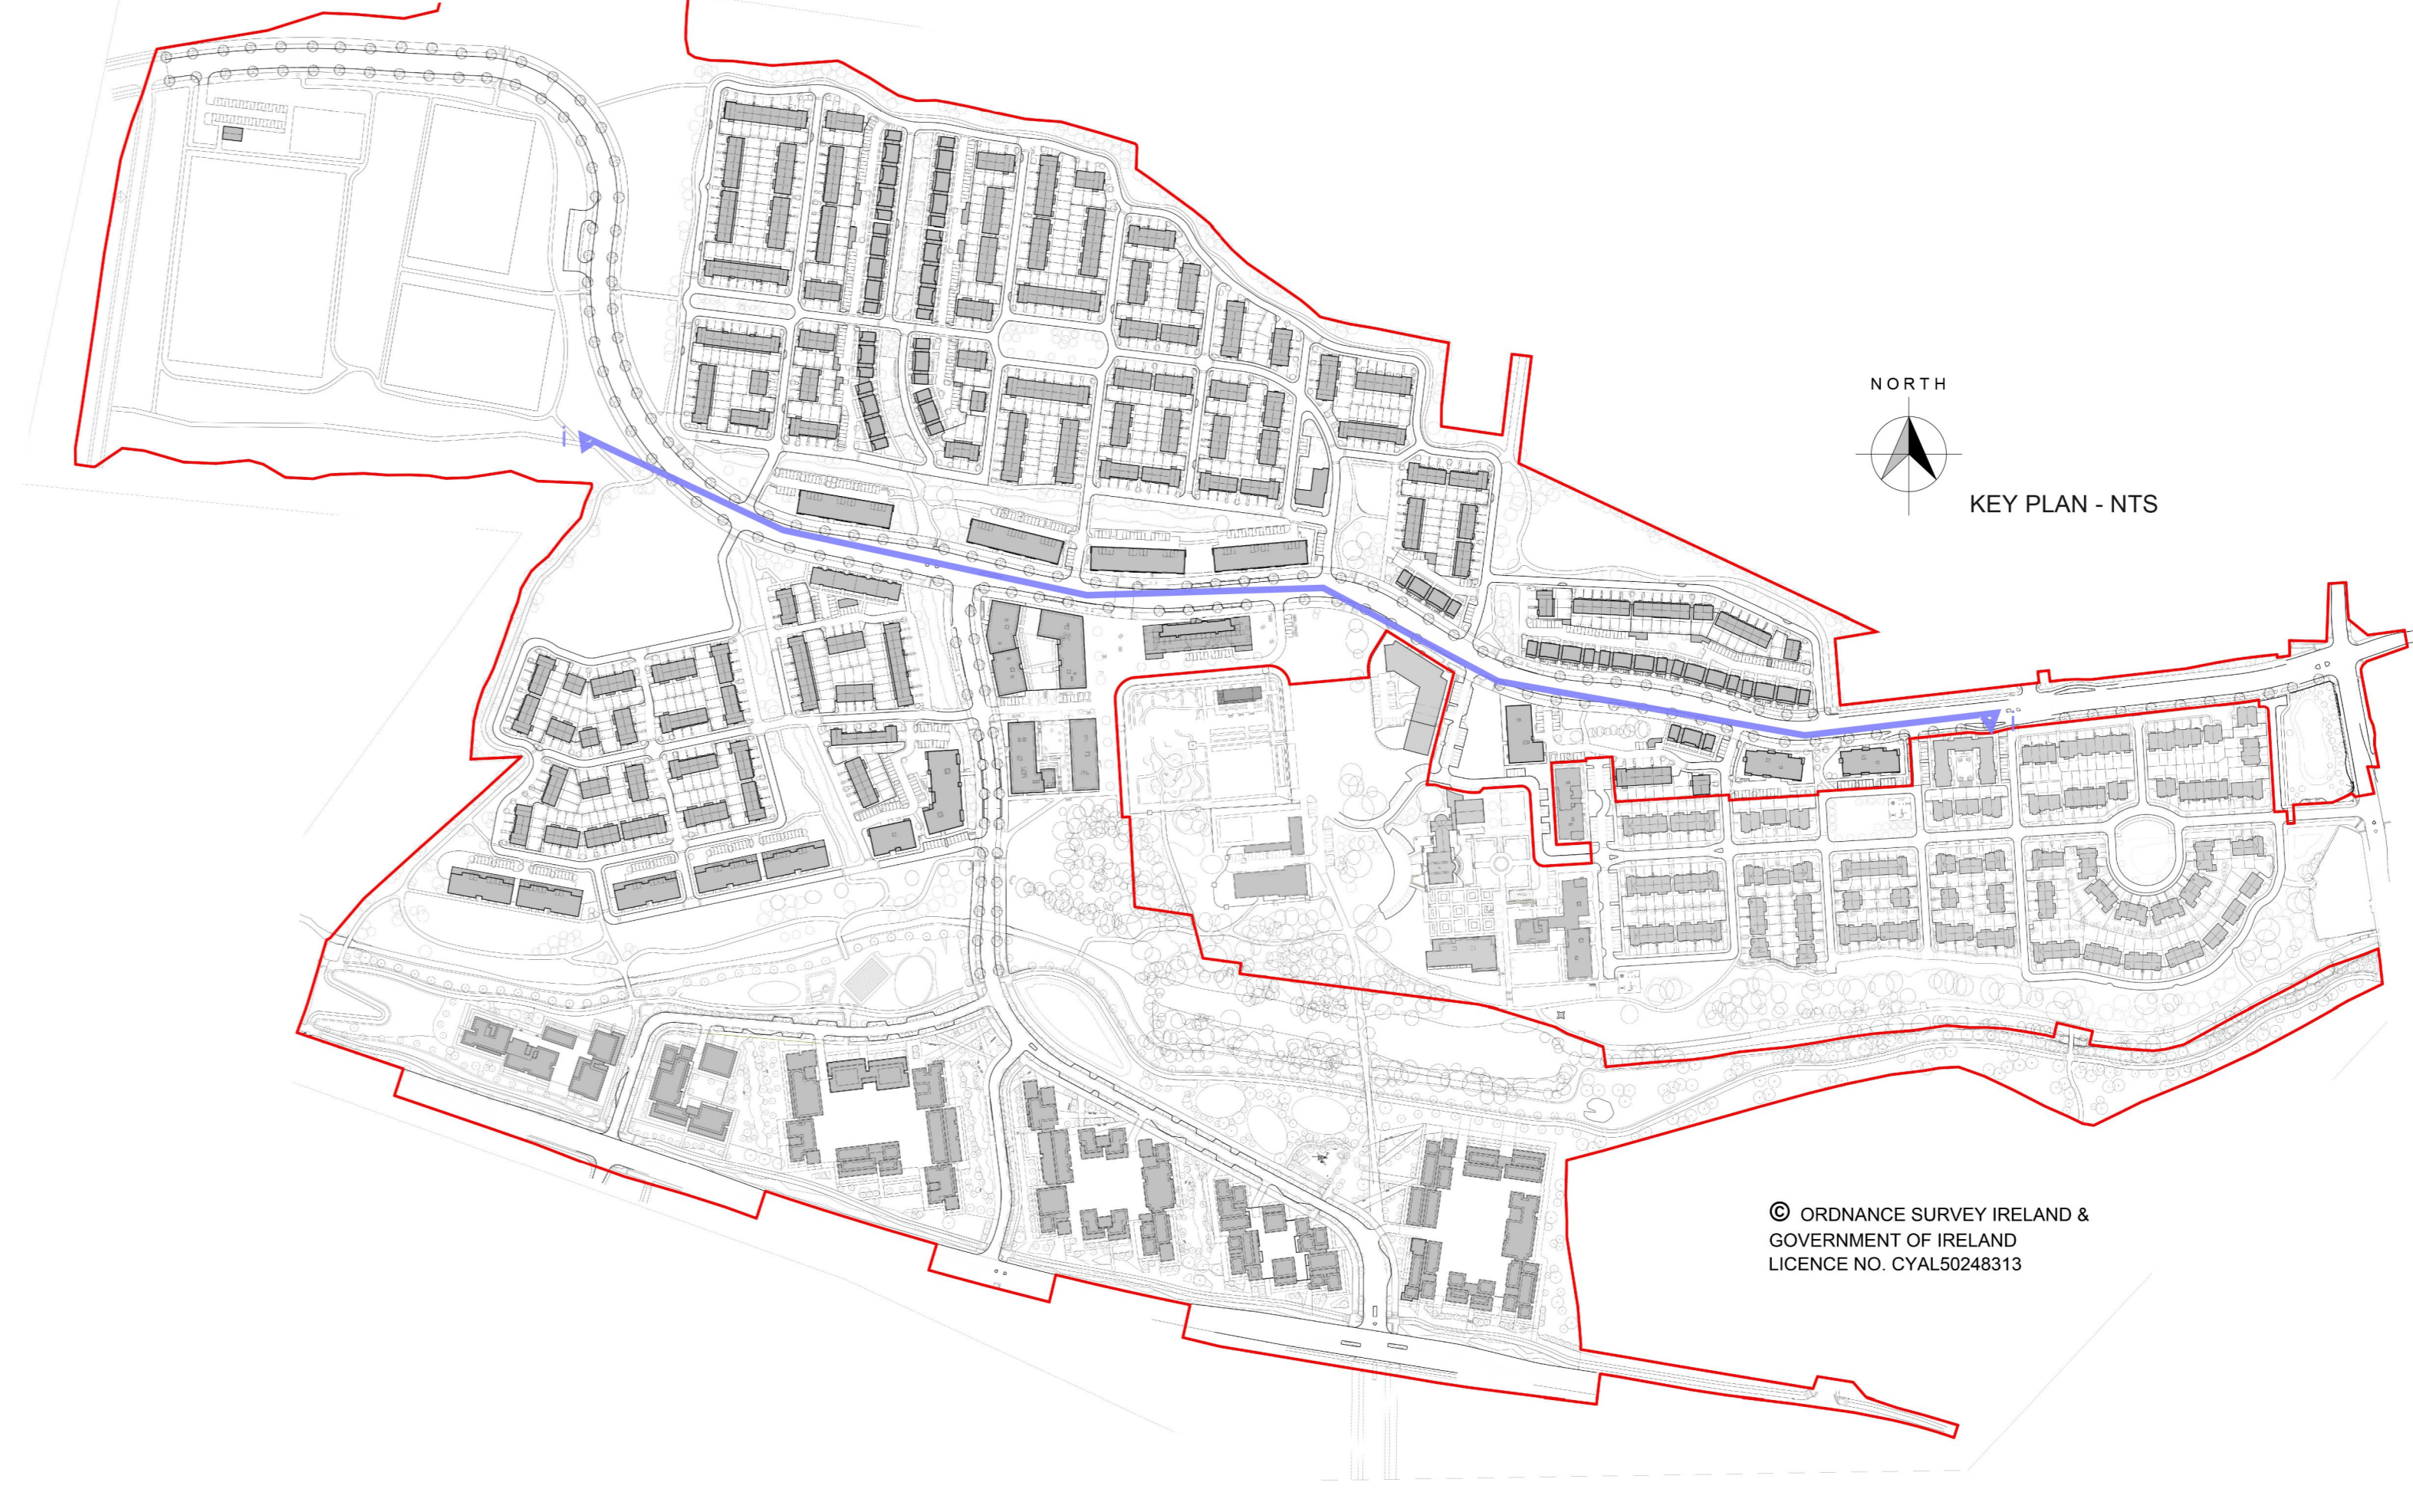 NORTH
KEY PLAN - NTS
© ORDNANCE SURVEY IRELAND &
GOVERNMENT OF IRELAND
LICENCE NO. CYAL50248313